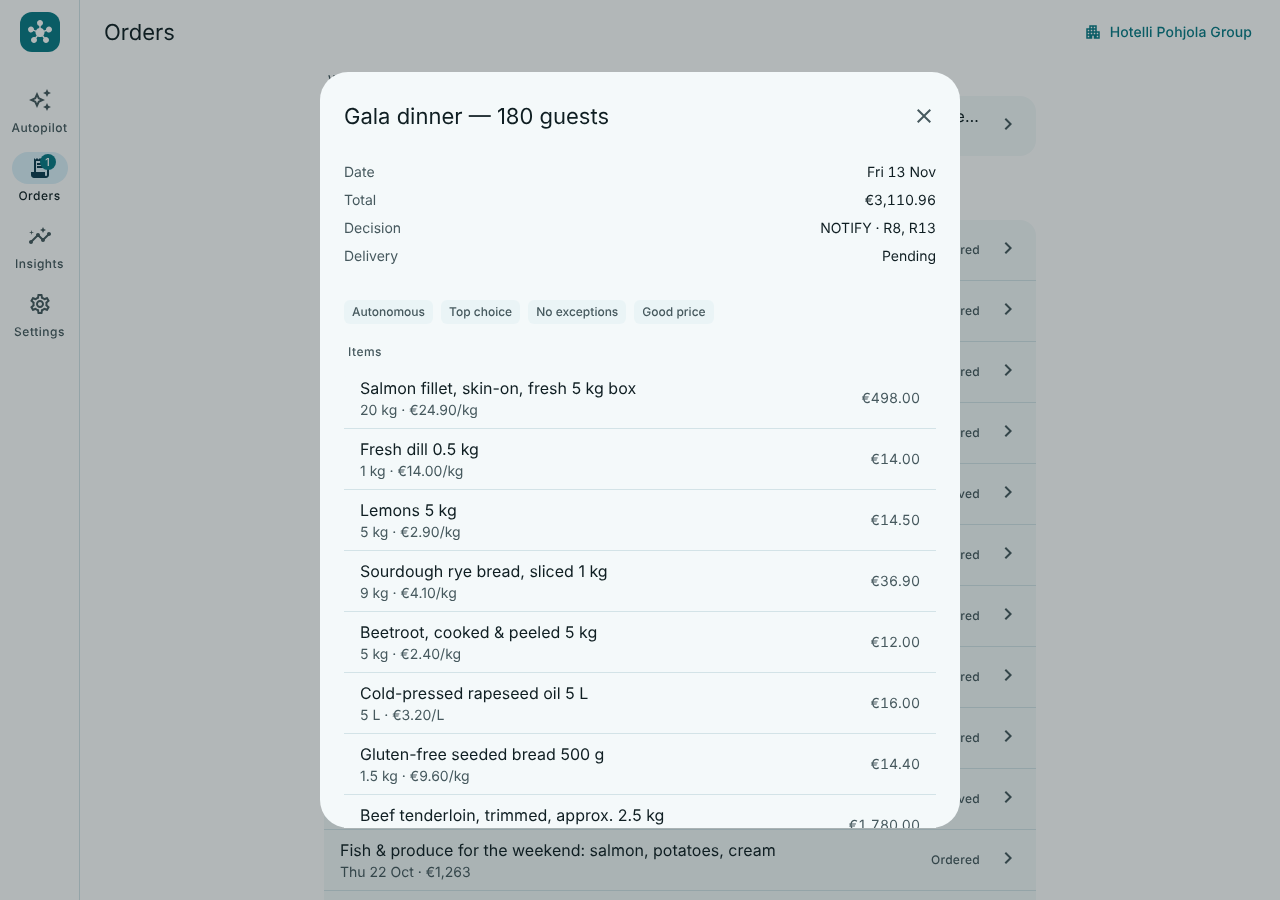 Orders
Hotelli Pohjola Group
Autopilot
1
Orders
Insights
Settings
Gala dinner — 180 guests
Date
Fri 13 Nov
Total
€3,110.96
Decision
NOTIFY · R8, R13
Delivery
Pending
Autonomous
Top choice
No exceptions
Good price
Items
Salmon fillet, skin-on, fresh 5 kg box
20 kg · €24.90/kg
€498.00
Fresh dill 0.5 kg
1 kg · €14.00/kg
€14.00
Lemons 5 kg
5 kg · €2.90/kg
€14.50
Sourdough rye bread, sliced 1 kg
9 kg · €4.10/kg
€36.90
Beetroot, cooked & peeled 5 kg
5 kg · €2.40/kg
€12.00
Cold-pressed rapeseed oil 5 L
5 L · €3.20/L
€16.00
Gluten-free seeded bread 500 g
1.5 kg · €9.60/kg
€14.40
Beef tenderloin, trimmed, approx. 2.5 kg
€1,780.00
Fish & produce for the weekend: salmon, potatoes, cream
Thu 22 Oct · €1,263
Ordered